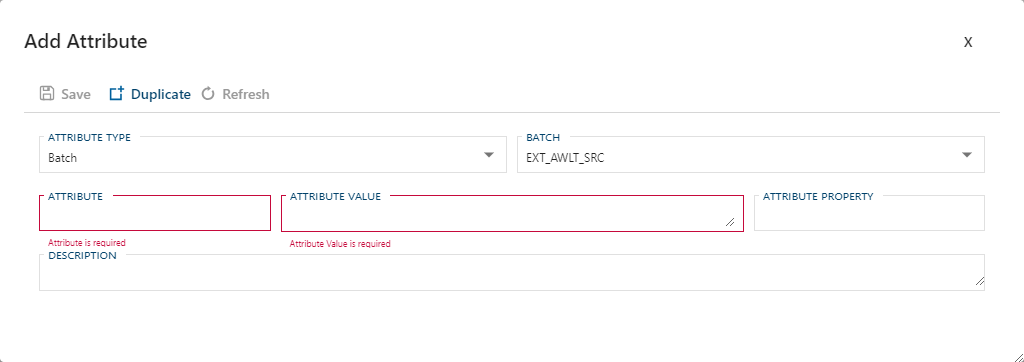 Add Attribute
X
Save Duplicate Refresh
ATTRIBUTE TYPE
Batch
BATCH
EXT_AWLT_SRC
ATTRIBUTE
Attribute is required
ATTRIBUTE VALUE
Attribute Value is required
ATTRIBUTE PROPERTY
DESCRIPTION